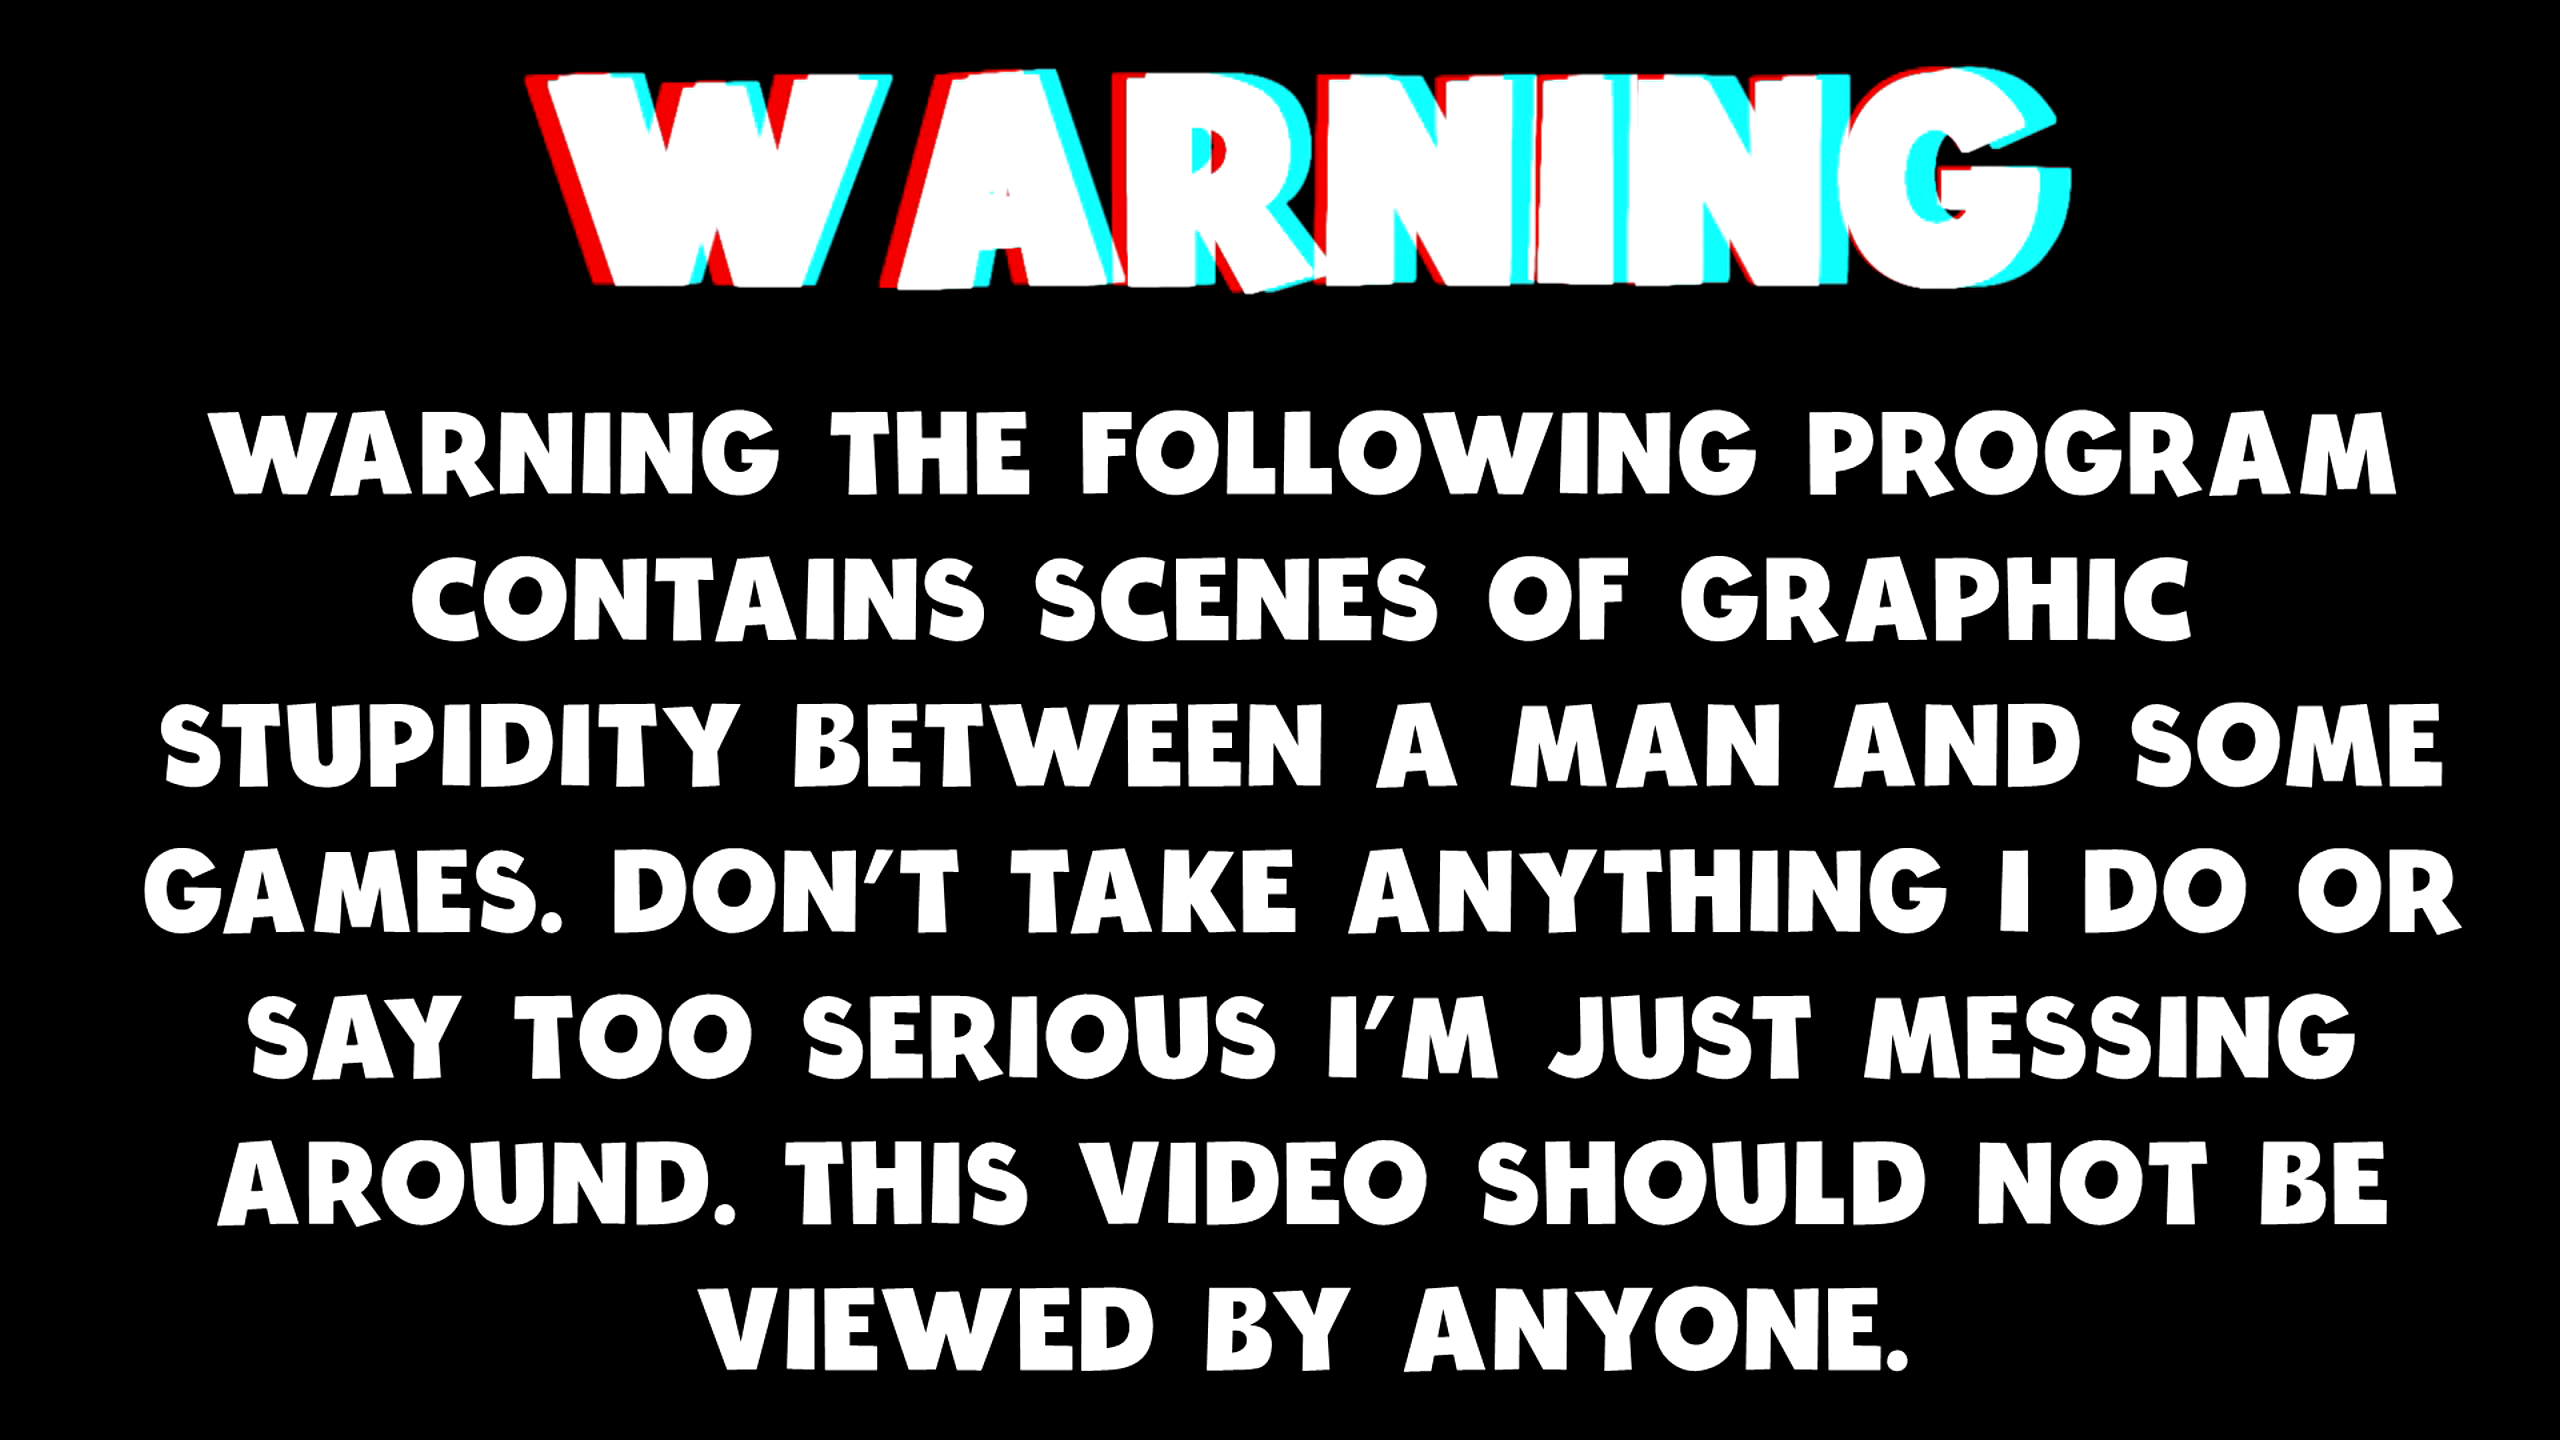 WARNING
WARNING THE FOLLOWING PROGRAM
CONTAINS SCENES OF GRAPHIC
STUPIDITY BETWEEN A MAN AND SOME
GAMES. DON'T TAKE ANYTHING I DO OR
SAY TOO SERIOUS I'M JUST MESSING
AROUND. THIS VIDEO SHOULD NOT BE
VIEWED BY ANYONE.